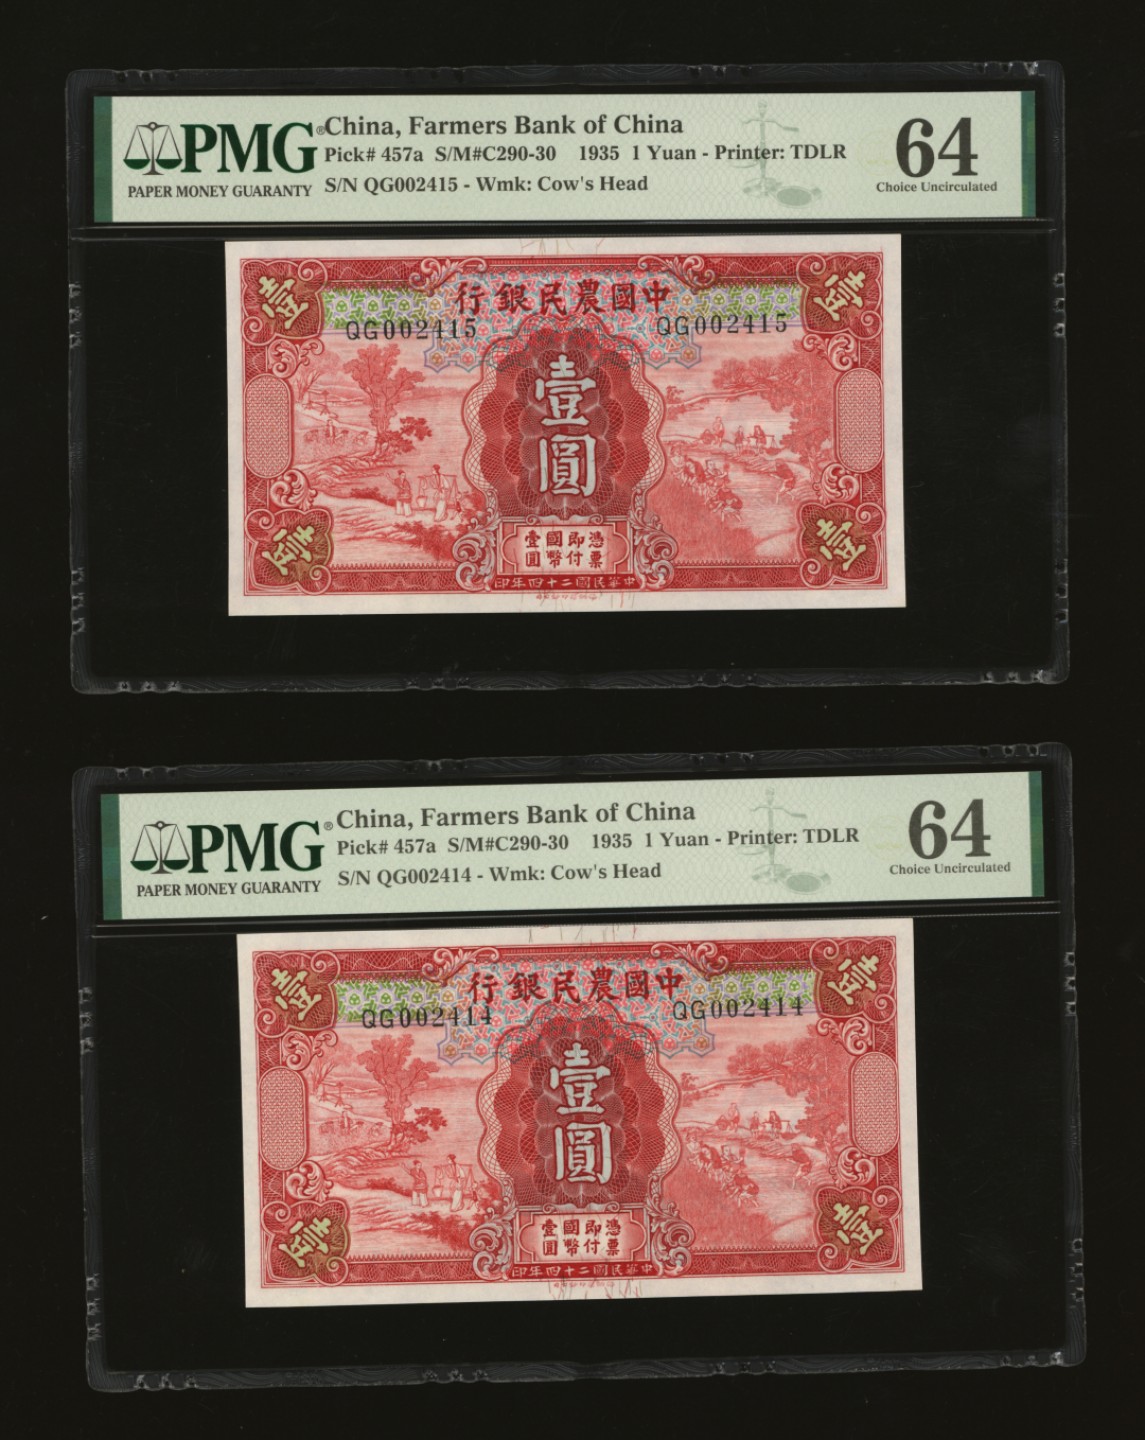 PMG® China, Farmers Bank of China
Pick# 457a S/M#C290-30 1935 1 Yuan - Printer: TDLR
PAPER MONEY GUARANTY S/N QG002415 - Wmk: Cow's Head
64
Choice Uncirculated
壹 行銀民農國中 壹
QG002415 QG002415
壹
圓
壹國即憑
圓幣付票
壹 壹
印年四十二國民華中
PMG® China, Farmers Bank of China
Pick# 457a S/M#C290-30 1935 1 Yuan - Printer: TDLR
PAPER MONEY GUARANTY S/N QG002414 - Wmk: Cow's Head
64
Choice Uncirculated
壹 行銀民農國中 壹
QG002414 QG002414
壹
圓
壹國即憑
圓幣付票
壹 壹
印年四十二國民華中